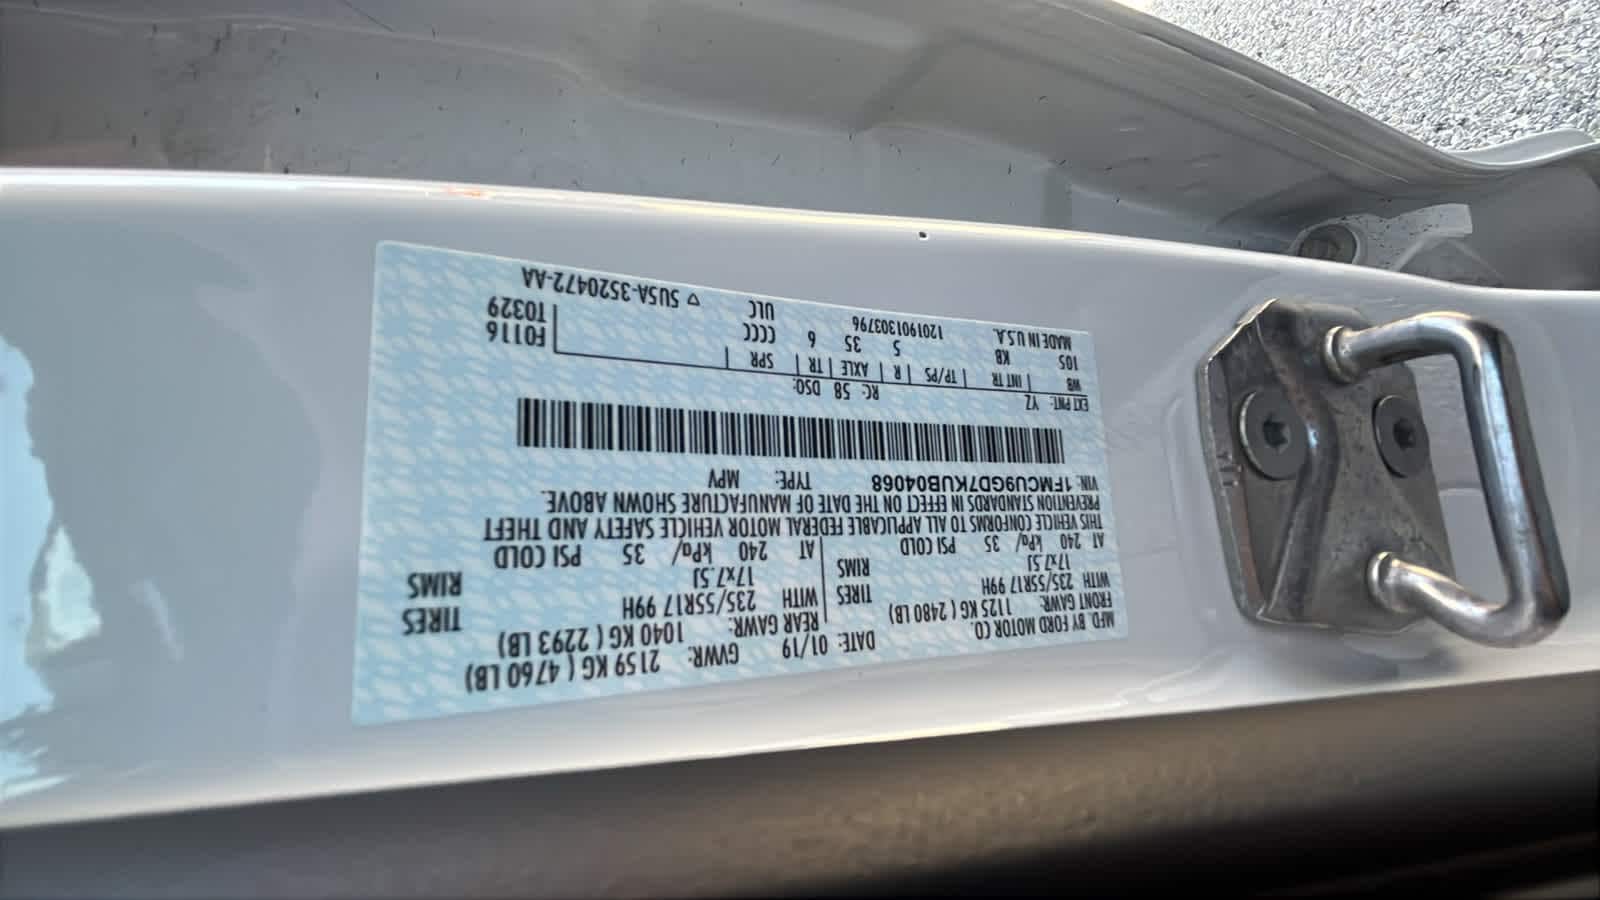 MFD. BY FORD MOTOR CO.
DATE: 01/19 GVWR: 2159 KG ( 4760 LB)
FRONT GAWR: 1125 KG ( 2480 LB) REAR GAWR: 1040 KG ( 2293 LB)
WITH 235/55R17 99H TIRES WITH 235/55R17 99H TIRES
17x7.5J RIMS 17x7.5J RIMS
AT 240 kPa/ 35 PSI COLD AT 240 kPa/ 35 PSI COLD
THIS VEHICLE CONFORMS TO ALL APPLICABLE FEDERAL MOTOR VEHICLE SAFETY AND THEFT
PREVENTION STANDARDS IN EFFECT ON THE DATE OF MANUFACTURE SHOWN ABOVE.
VIN: 1FMCU9GD7KUB04068 TYPE: MPV
EXT PNT: YZ RC: 58 DSO:
WB INT TR TP/PS R AXLE TR SPR F0116
105 KB 5 35 6 CCCC T0329
MADE IN U.S.A. 1201901303796 ULC
▽ 5U5A-3520472-AA